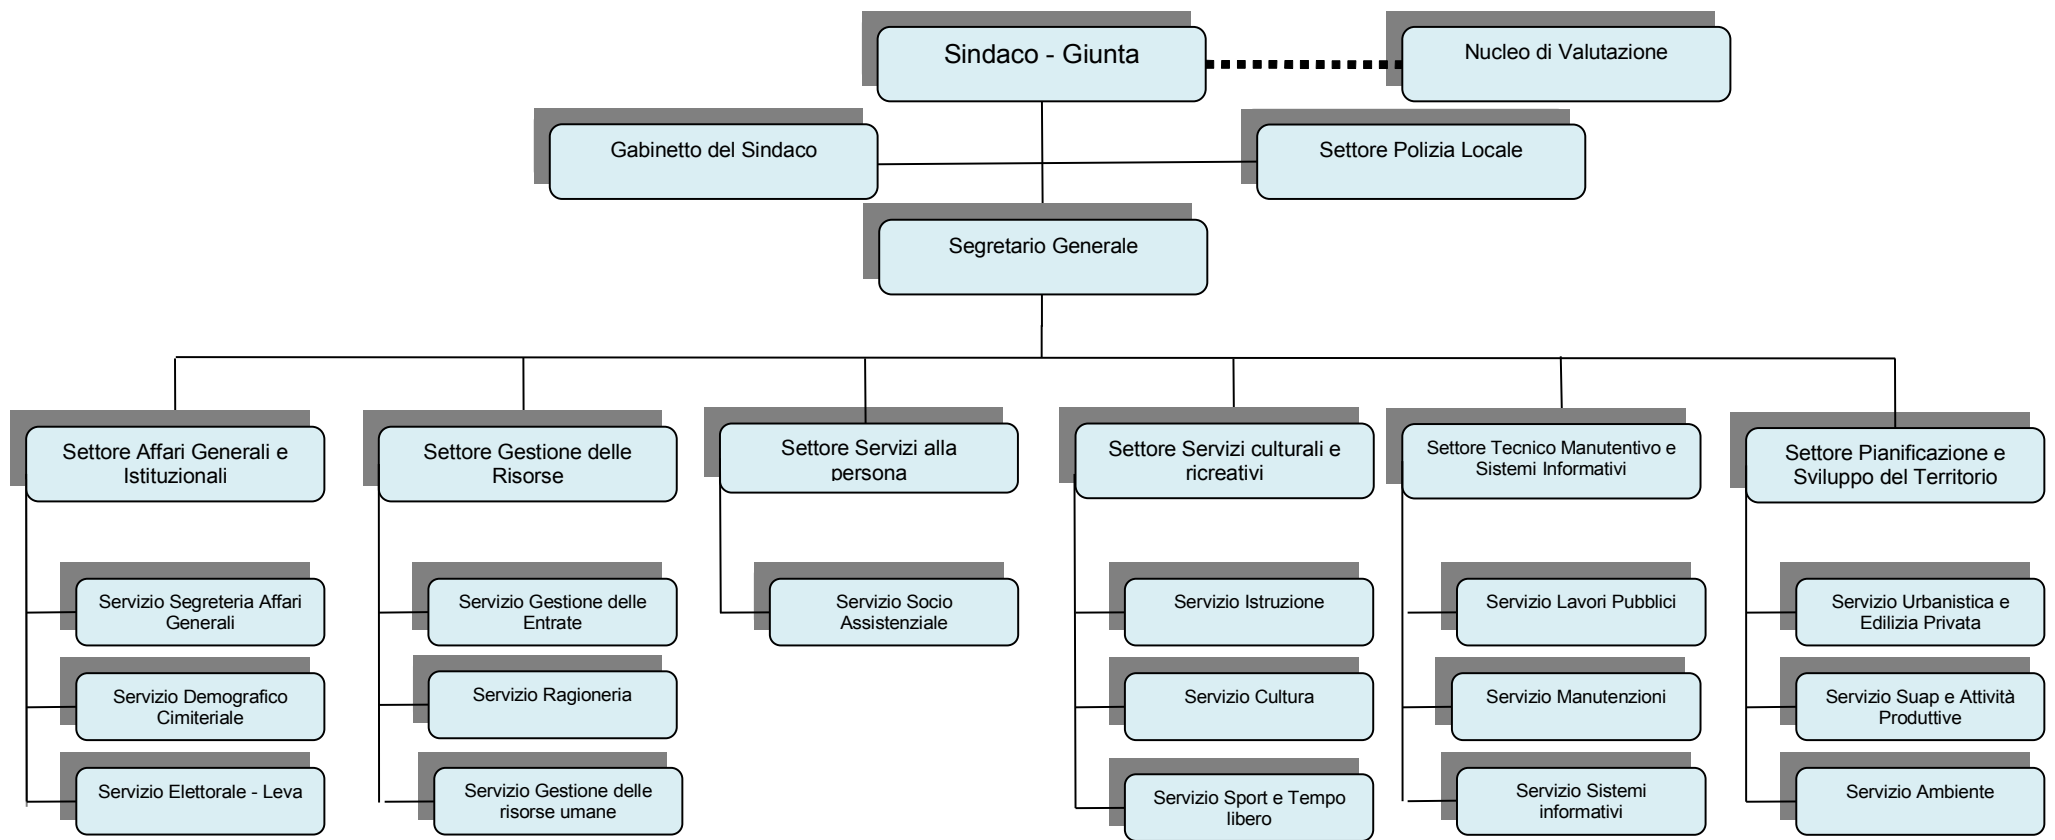 Sindaco - Giunta
Nucleo di Valutazione
Gabinetto del Sindaco
Settore Polizia Locale
Segretario Generale
Settore Affari Generali e
Istituzionali
Settore Gestione delle
Risorse
Settore Servizi alla
persona
Settore Servizi culturali e
ricreativi
Settore Tecnico Manutentivo e
Sistemi Informativi
Settore Pianificazione e
Sviluppo del Territorio
Servizio Segreteria Affari
Generali
Servizio Gestione delle
Entrate
Servizio Socio
Assistenziale
Servizio Istruzione
Servizio Lavori Pubblici
Servizio Urbanistica e
Edilizia Privata
Servizio Demografico
Cimiteriale
Servizio Ragioneria
Servizio Cultura
Servizio Manutenzioni
Servizio Suap e Attività
Produttive
Servizio Elettorale - Leva
Servizio Gestione delle
risorse umane
Servizio Sport e Tempo
libero
Servizio Sistemi
informativi
Servizio Ambiente